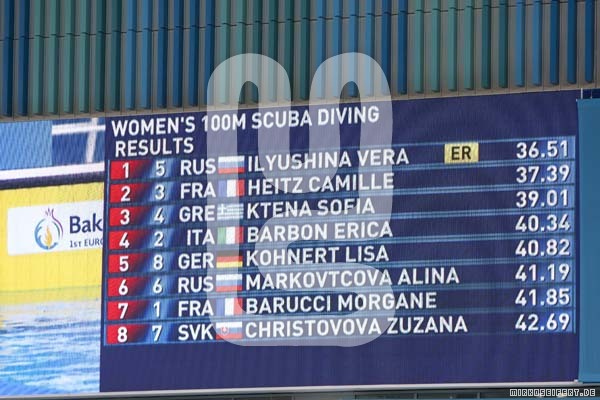 WOMEN'S 100M SCUBA DIVING
RESULTS
1 5 RUS ILYUSHINA VERA ER 36.51
2 3 FRA HEITZ CAMILLE 37.39
3 4 GRE KTENA SOFIA 39.01
4 2 ITA BARBON ERICA 40.34
5 8 GER KOHNERT LISA 40.82
6 6 RUS MARKOVTCOVA ALINA 41.19
7 1 FRA BARUCCI MORGANE 41.85
8 7 SVK CHRISTOVOVA ZUZANA 42.69
Bak
1st EURO
MIRKOSEIFERT.DE